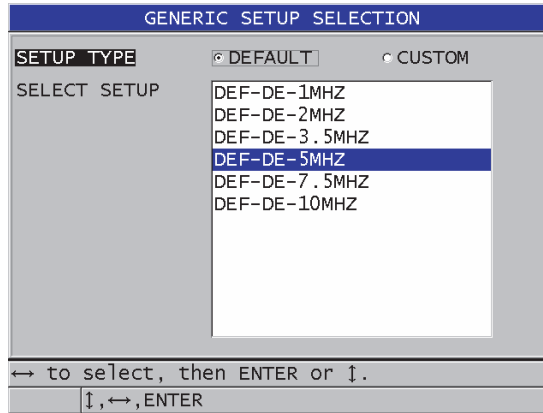 GENERIC SETUP SELECTION
SETUP TYPE DEFAULT CUSTOM
SELECT SETUP DEF-DE-1MHZ
DEF-DE-2MHZ
DEF-DE-3.5MHZ
DEF-DE-5MHZ
DEF-DE-7.5MHZ
DEF-DE-10MHZ
↔ to select, then ENTER or ↕.
↕,↔,ENTER